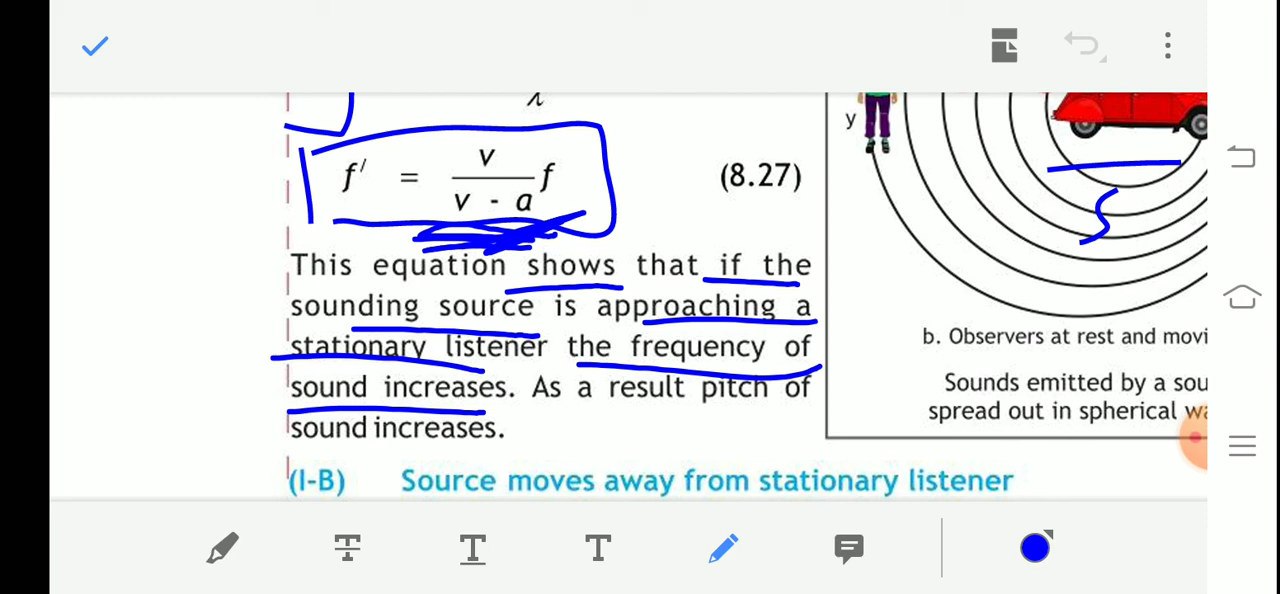 λ
y
f′ = v / v - a f (8.27)
This equation shows that if the
sounding source is approaching a
stationary listener the frequency of
sound increases. As a result pitch of
sound increases.
b. Observers at rest and movi
Sounds emitted by a sou
spread out in spherical wa
(I-B) Source moves away from stationary listener
T T T